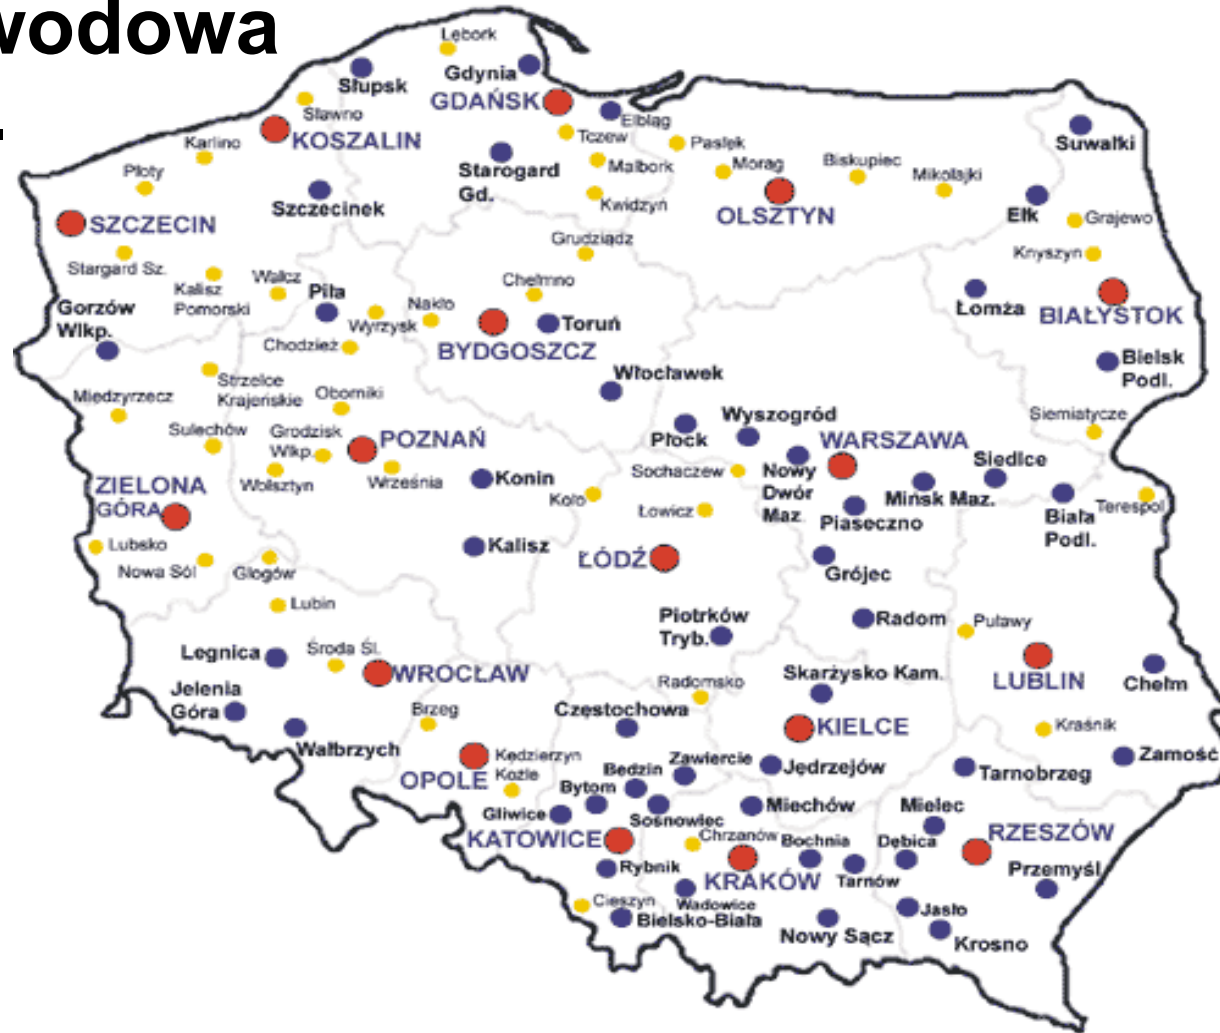 wodowa
Lębork
Słupsk
Gdynia
GDAŃSK
Sławno
Elbląg
KOSZALIN
Tczew
Suwałki
Karlino
Pasłęk
Malbork
Starogard
Gd.
Morąg
Biskupiec
Mikołajki
Płoty
Szczecinek
Kwidzyń
OLSZTYN
Ełk
Grajewo
SZCZECIN
Grudziądz
Knyszyn
Stargard Sz.
Kalisz
Pomorski
Wałcz
Piła
Chełmno
Łomża
BIAŁYSTOK
Gorzów
Wlkp.
Nakło
Wyrzysk
Toruń
BYDGOSZCZ
Chodzież
Bielsk
Podl.
Włocławek
Strzelce
Krajeńskie
Miedzyrzecz
Oborniki
Wyszogród
Siemiatycze
Sulechów
Grodzisk
Wlkp.
POZNAŃ
Płock
WARSZAWA
Siedlce
Sochaczew
Nowy
Dwór
Maz
Wolsztyn
Września
Konin
ZIELONA
GÓRA
Koło
Mińsk Maz.
Łowicz
Piaseczno
Biała
Podl.
Terespol
Lubsko
Nowa Sól
Głogów
Kalisz
ŁÓDŹ
Grójec
Lubin
Piotrków
Tryb.
Radom
Puławy
Legnica
Środa Śl.
WROCŁAW
Skarżysko Kam.
LUBLIN
Chełm
Jelenia
Góra
Radomsko
Brzeg
Częstochowa
KIELCE
Kraśnik
Wałbrzych
Kędzierzyn
Koźle
OPOLE
Zawiercie
Jędrzejów
Tarnobrzeg
Zamość
Będzin
Bytom
Gliwice
Sosnowiec
Miechów
Mielec
KATOWICE
Chrzanów
Bochnia
Dębica
RZESZÓW
Rybnik
KRAKÓW
Tarnów
Przemyśl
Cieszyn
Wadowice
Bielsko-Biała
Jasło
Nowy Sącz
Krosno